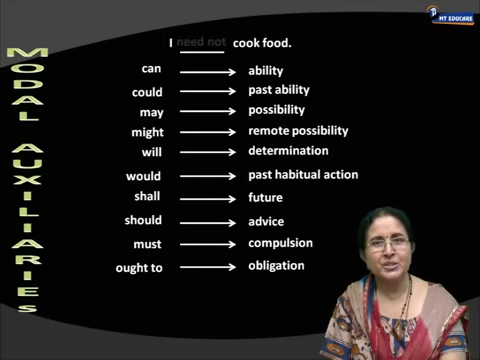 MT EDUCARE
MODAL AUXILIARIES
I need not cook food.
can → ability
could → past ability
may → possibility
might → remote possibility
will → determination
would → past habitual action
shall → future
should → advice
must → compulsion
ought to → obligation